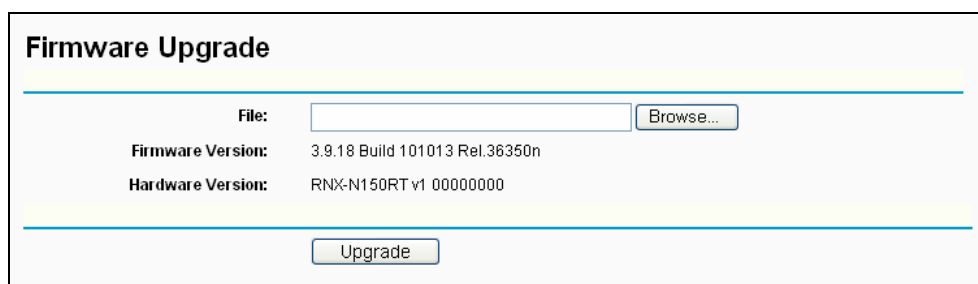 Firmware Upgrade
File: Browse...
Firmware Version: 3.9.18 Build 101013 Rel.36350n
Hardware Version: RNX-N150RT v1 00000000
Upgrade